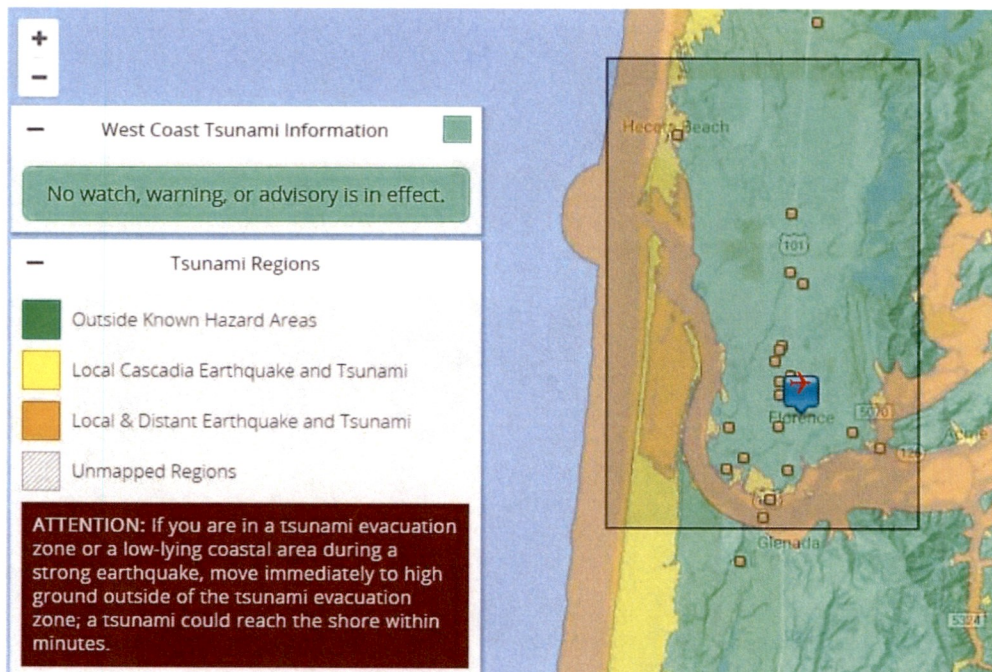 +
−
− West Coast Tsunami Information
No watch, warning, or advisory is in effect.
− Tsunami Regions
Outside Known Hazard Areas
Local Cascadia Earthquake and Tsunami
Local & Distant Earthquake and Tsunami
Unmapped Regions
ATTENTION: If you are in a tsunami evacuation
zone or a low-lying coastal area during a
strong earthquake, move immediately to high
ground outside of the tsunami evacuation
zone; a tsunami could reach the shore within
minutes.
Heceta Beach
101
Florence
5070
Acme
126
Glenada
5324